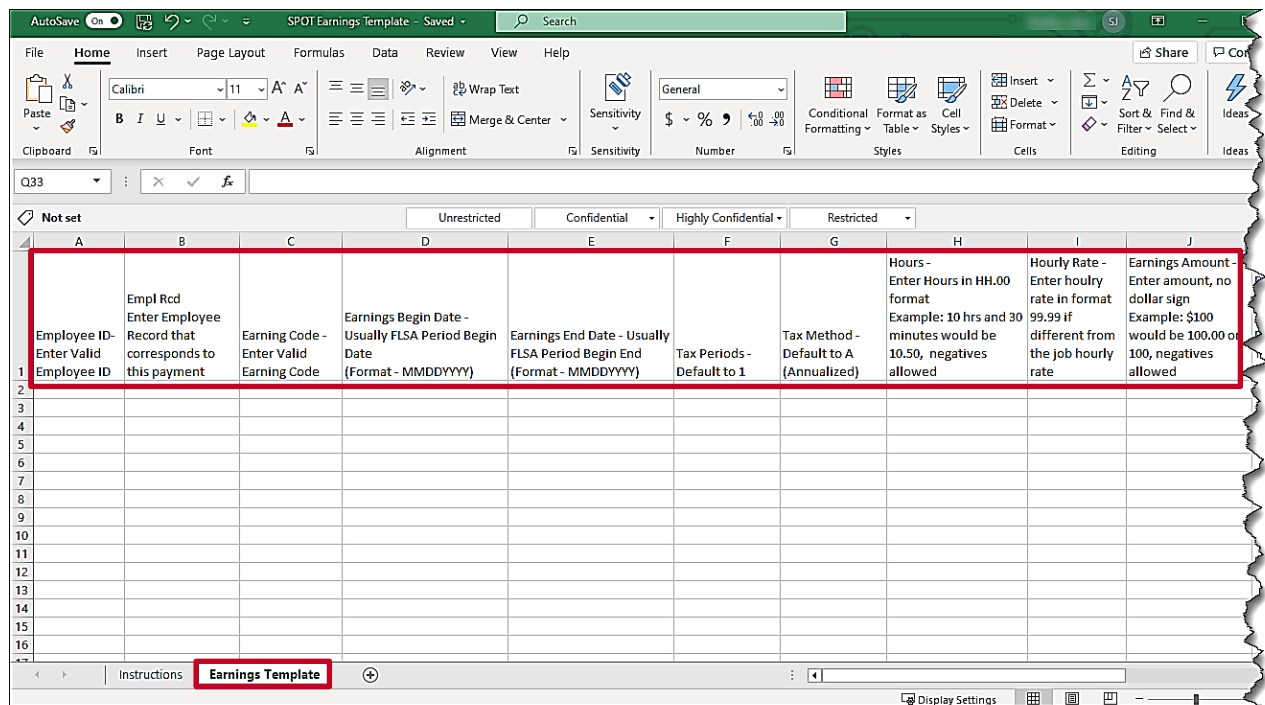 AutoSave On SPOT Earnings Template - Saved Search SJ
File Home Insert Page Layout Formulas Data Review View Help Share
Calibri 11 A^ A˅ Wrap Text General
Paste B I U A Merge & Center Sensitivity $ % 9 Conditional Formatting Format as Table Cell Styles Insert Delete Format Sort & Filter Find & Select Ideas
Clipboard Font Alignment Sensitivity Number Styles Cells Editing Ideas
Q33 fx
Not set Unrestricted Confidential Highly Confidential Restricted
A B C D E F G H I J
1
Employee ID-
Enter Valid
Employee ID
Empl Rcd
Enter Employee
Record that
corresponds to
this payment
Earning Code -
Enter Valid
Earning Code
Earnings Begin Date -
Usually FLSA Period Begin
Date
(Format - MMDDYYYY)
Earnings End Date - Usually
FLSA Period Begin End
(Format - MMDDYYYY)
Tax Periods -
Default to 1
Tax Method -
Default to A
(Annualized)
Hours -
Enter Hours in HH.00
format
Example: 10 hrs and 30
minutes would be
10.50, negatives
allowed
Hourly Rate -
Enter houlry
rate in format
99.99 if
different from
the job hourly
rate
Earnings Amount -
Enter amount, no
dollar sign
Example: $100
would be 100.00 or
100, negatives
allowed
2
3
4
5
6
7
8
9
10
11
12
13
14
15
16
17
Instructions Earnings Template
Display Settings